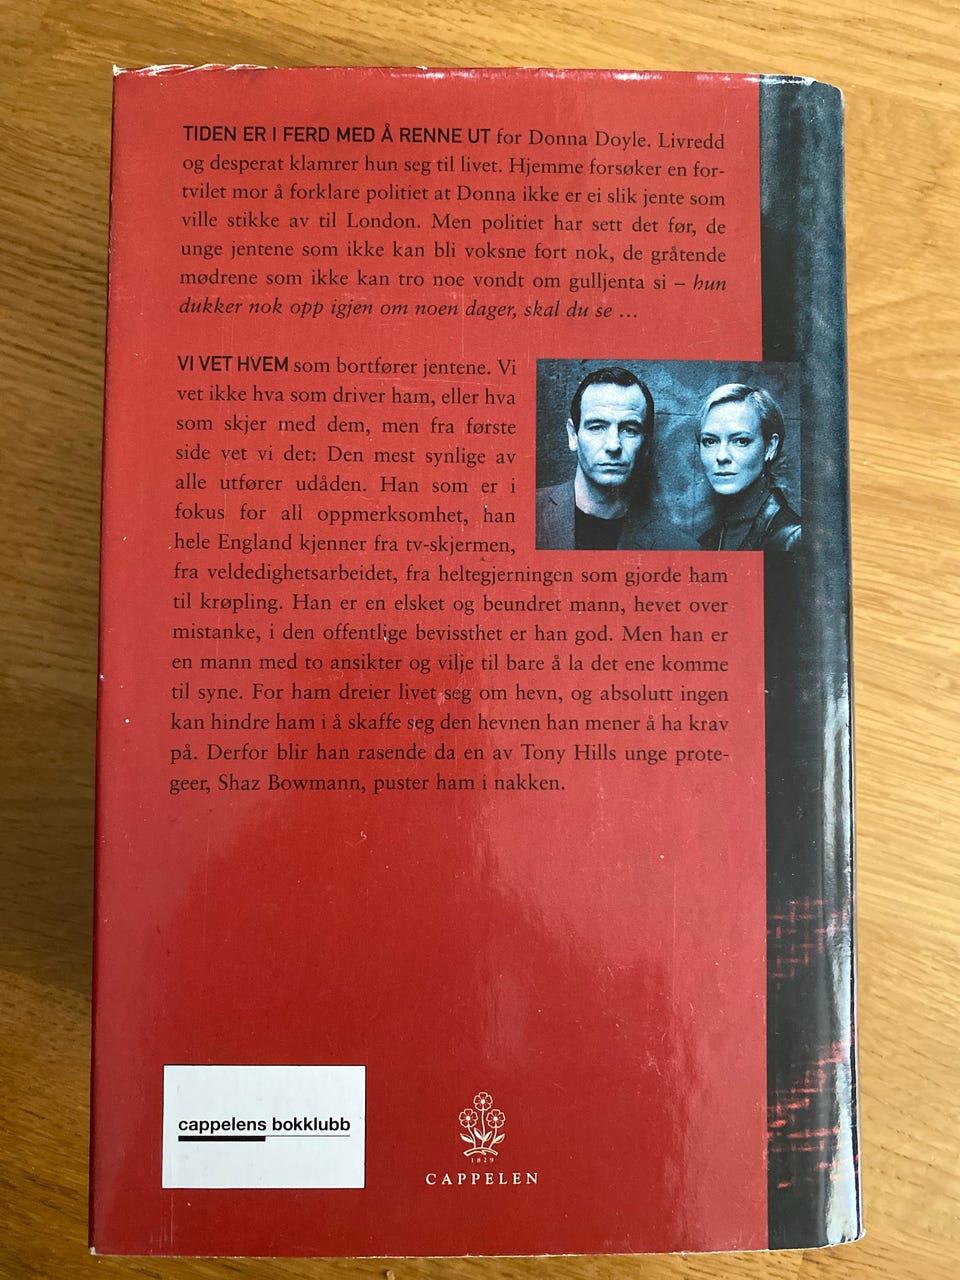 TIDEN ER I FERD MED Å RENNE UT for Donna Doyle. Livredd
og desperat klamrer hun seg til livet. Hjemme forsøker en for-
tvilet mor å forklare politiet at Donna ikke er ei slik jente som
ville stikke av til London. Men politiet har sett det før, de
unge jentene som ikke kan bli voksne fort nok, de gråtende
mødrene som ikke kan tro noe vondt om gulljenta si – hun
dukker nok opp igjen om noen dager, skal du se …
VI VET HVEM som bortfører jentene. Vi
vet ikke hva som driver ham, eller hva
som skjer med dem, men fra første
side vet vi det: Den mest synlige av
alle utfører udåden. Han som er i
fokus for all oppmerksomhet, han
hele England kjenner fra tv-skjermen,
fra veldedighetsarbeidet, fra heltegjerningen som gjorde ham
til krøpling. Han er en elsket og beundret mann, hevet over
mistanke, i den offentlige bevissthet er han god. Men han er
en mann med to ansikter og vilje til bare å la det ene komme
til syne. For ham dreier livet seg om hevn, og absolutt ingen
kan hindre ham i å skaffe seg den hevnen han mener å ha krav
på. Derfor blir han rasende da en av Tony Hills unge prote-
geer, Shaz Bowmann, puster ham i nakken.
cappelens bokklubb
1829
CAPPELEN